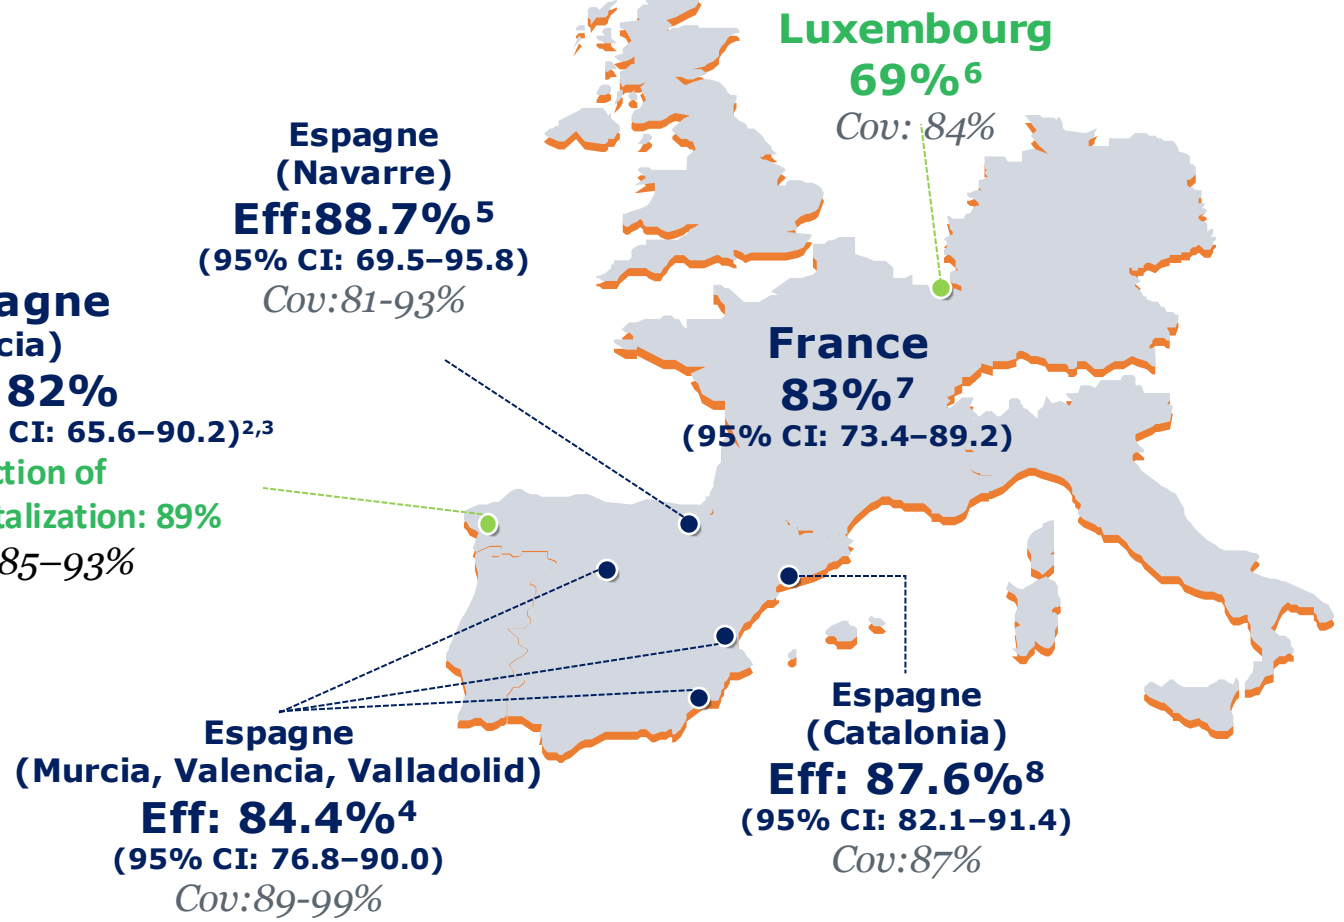 Luxembourg
69%6
Cov: 84%
Espagne
(Navarre)
Eff:88.7%5
(95% CI: 69.5–95.8)
Cov:81-93%
France
83%7
(95% CI: 73.4–89.2)
agne
cia)
82%
CI: 65.6–90.2)2,3
ction of
talization: 89%
85–93%
Espagne
(Murcia, Valencia, Valladolid)
Eff: 84.4%4
(95% CI: 76.8–90.0)
Cov:89-99%
Espagne
(Catalonia)
Eff: 87.6%8
(95% CI: 82.1–91.4)
Cov:87%